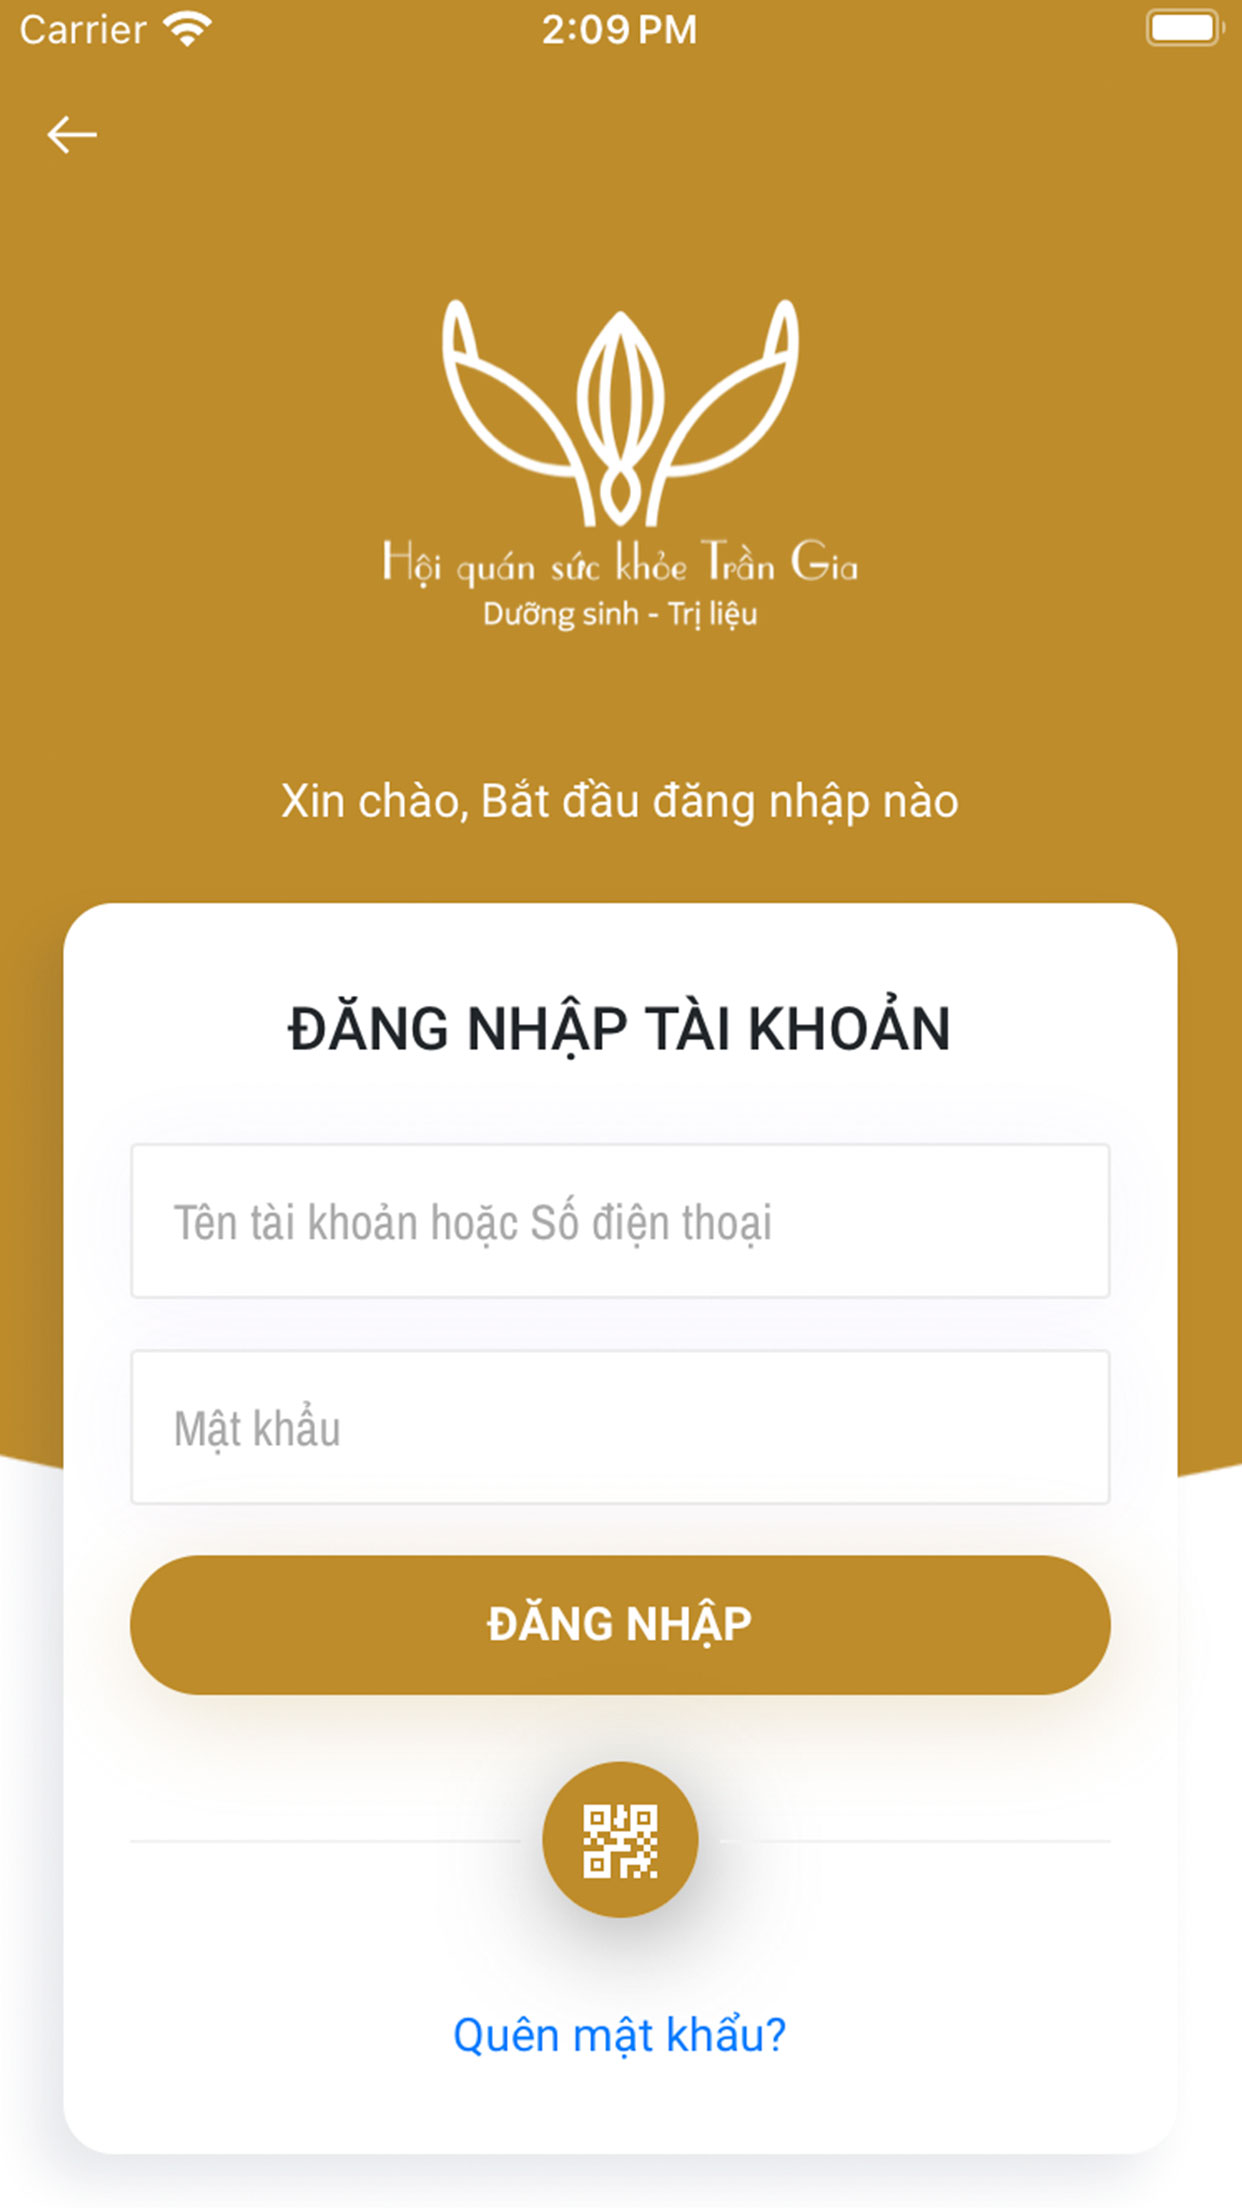 Carrier 2:09 PM
Hội quán sức khỏe Trần Gia
Dưỡng sinh - Trị liệu
Xin chào, Bắt đầu đăng nhập nào
ĐĂNG NHẬP TÀI KHOẢN
Tên tài khoản hoặc Số điện thoại
Mật khẩu
ĐĂNG NHẬP
Quên mật khẩu?